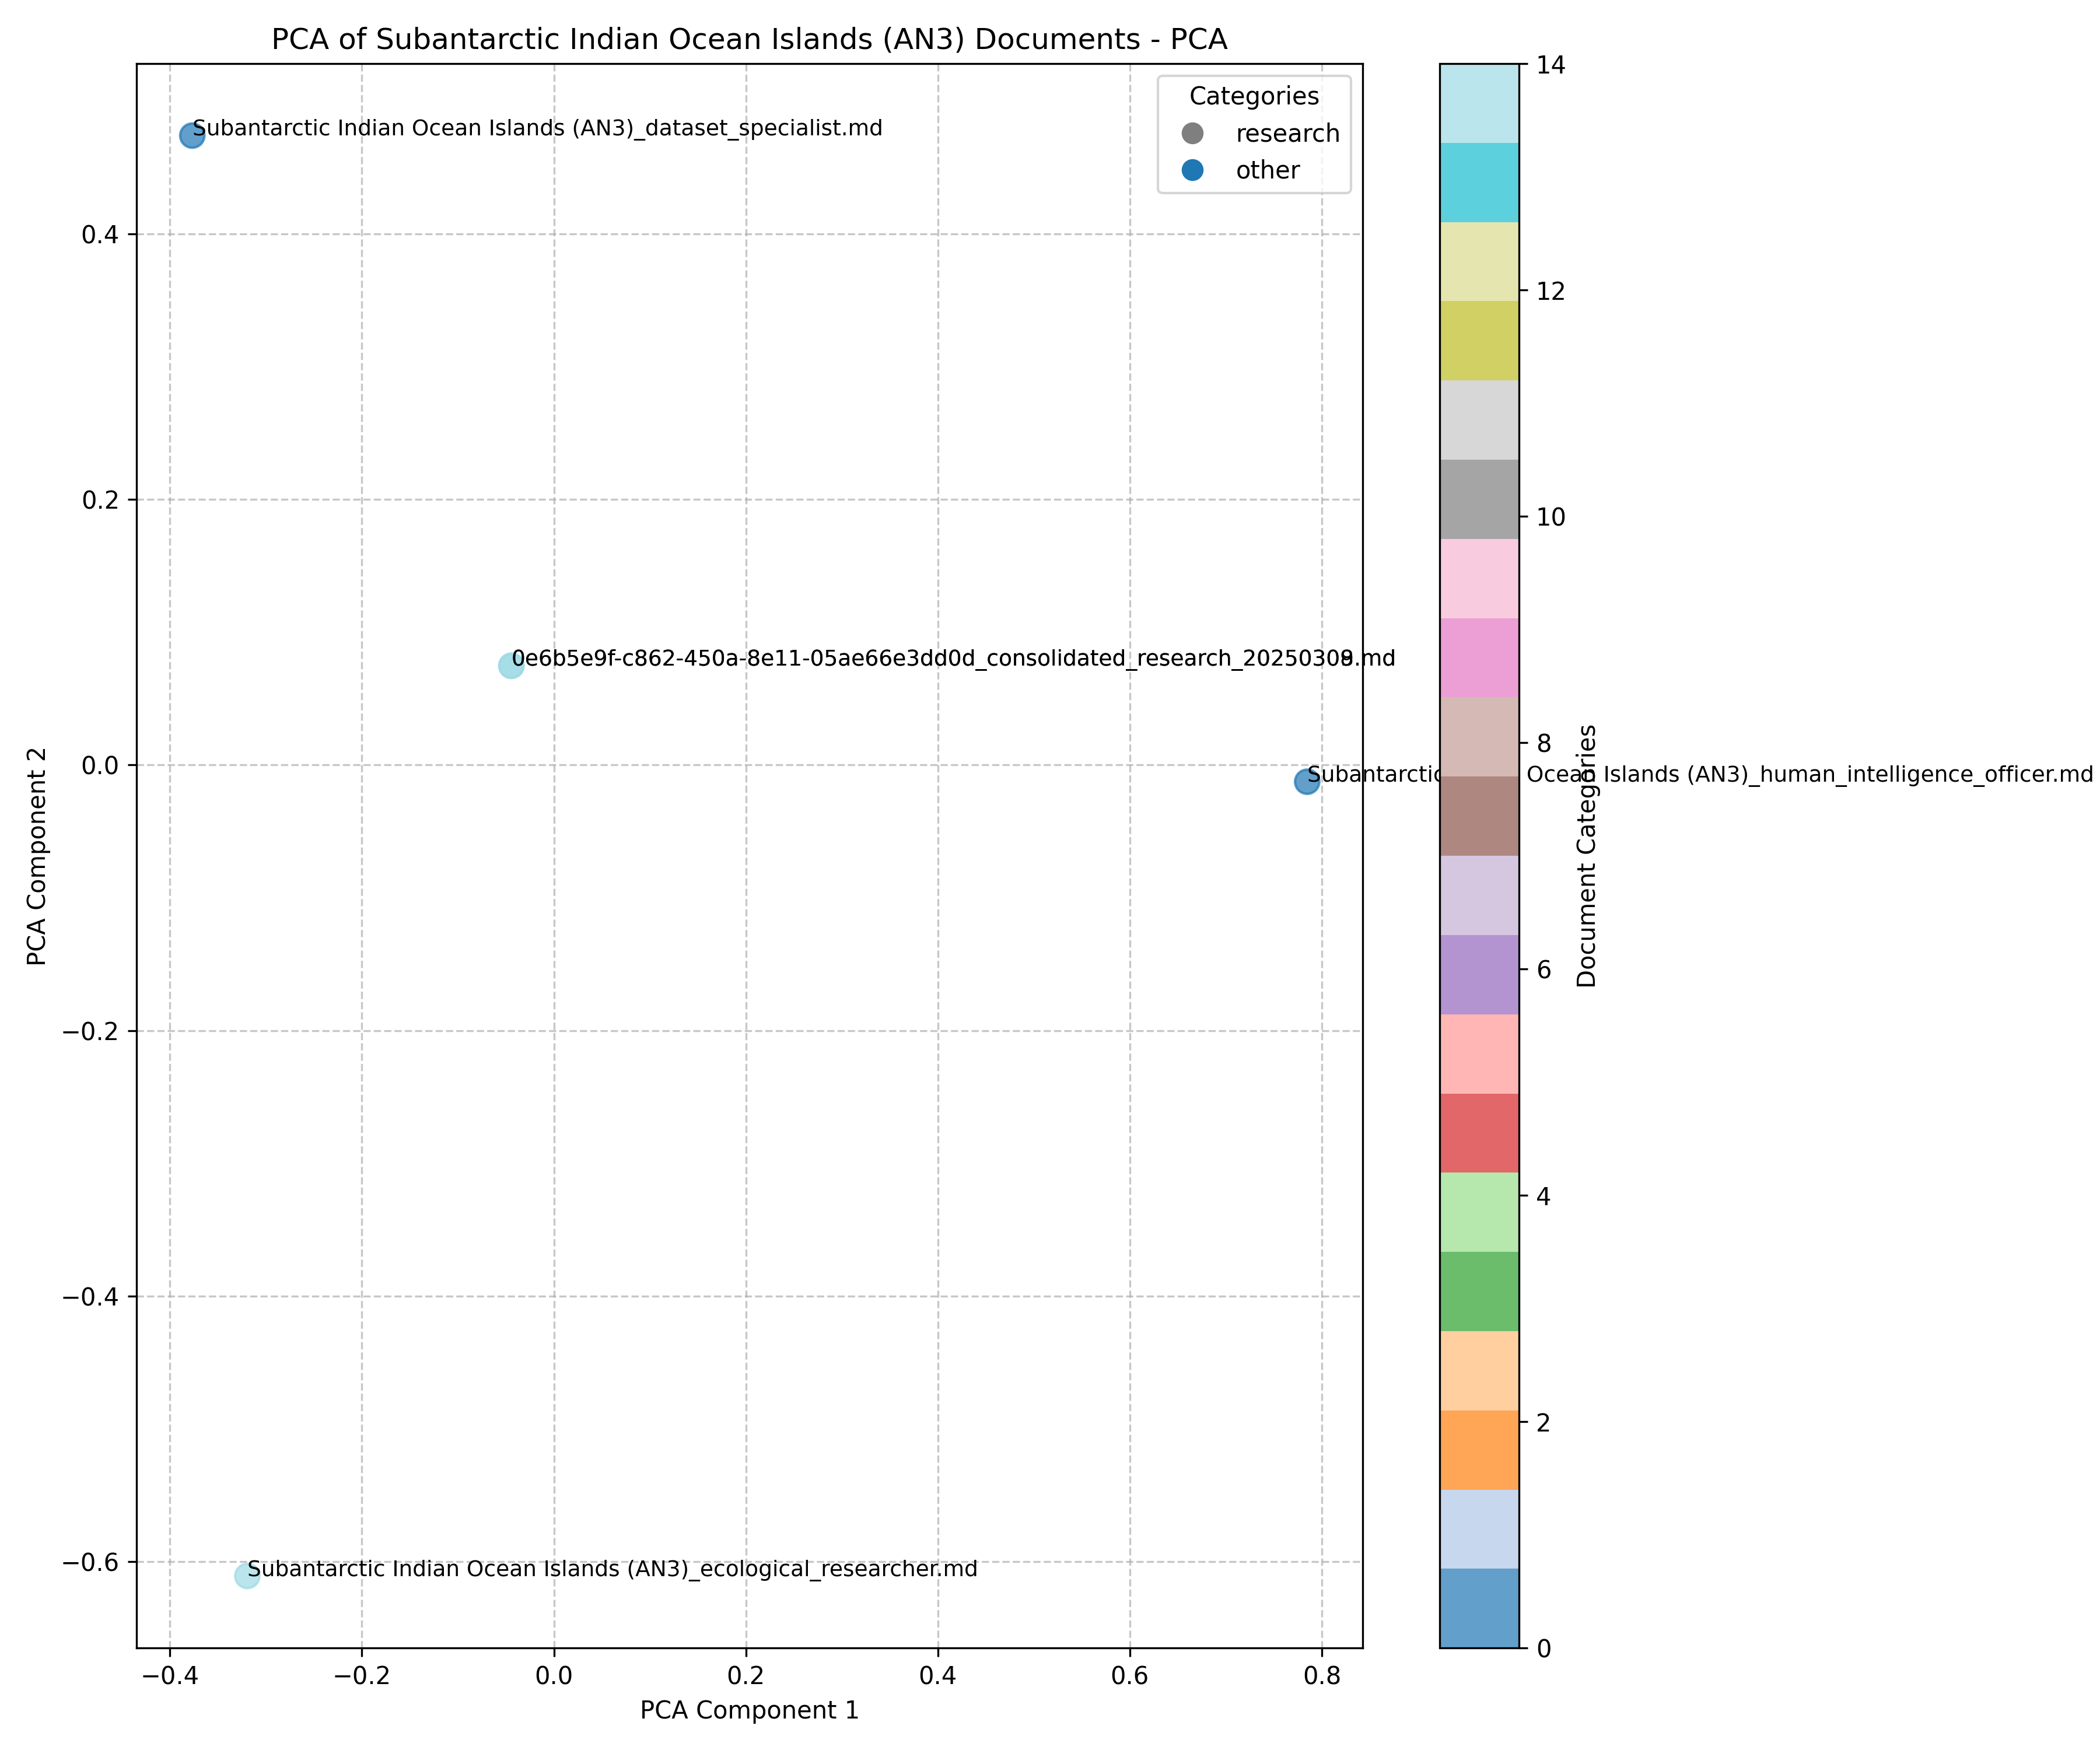 PCA of Subantarctic Indian Ocean Islands (AN3) Documents - PCA
Categories
research
other
Subantarctic Indian Ocean Islands (AN3)_dataset_specialist.md
0e6b5e9f-c862-450a-8e11-05ae66e3dd0d_consolidated_research_20250309.md
Subantarctic Ocean Islands (AN3)_human_intelligence_officer.md
Subantarctic Indian Ocean Islands (AN3)_ecological_researcher.md
PCA Component 2
0.4
0.2
0.0
−0.2
−0.4
−0.6
−0.4
−0.2
0.0
0.2
0.4
0.6
0.8
PCA Component 1
14
12
10
8
6
4
2
0
Document Categories